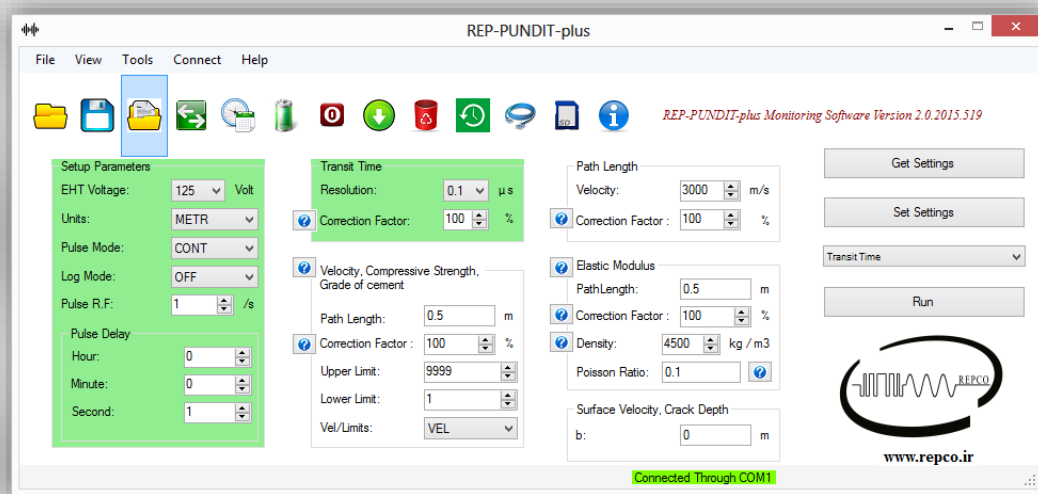 REP-PUNDIT-plus
File View Tools Connect Help
REP-PUNDIT-plus Monitoring Software Version 2.0.2015.519
Setup Parameters
EHT Voltage: 125 Volt
Units: METR
Pulse Mode: CONT
Log Mode: OFF
Pulse R.F: 1 /s
Pulse Delay
Hour: 0
Minute: 0
Second: 1
Transit Time
Resolution: 0.1 µ s
Correction Factor: 100 %
Velocity, Compressive Strength,
Grade of cement
Path Length: 0.5 m
Correction Factor : 100 %
Upper Limit: 9999
Lower Limit: 1
Vel/Limits: VEL
Path Length
Velocity: 3000 m/s
Correction Factor : 100 %
Elastic Modulus
PathLength: 0.5 m
Correction Factor : 100 %
Density: 4500 kg / m3
Poisson Ratio: 0.1
Surface Velocity, Crack Depth
b: 0 m
Get Settings
Set Settings
Transit Time
Run
REPCO
www.repco.ir
Connected Through COM1
SD